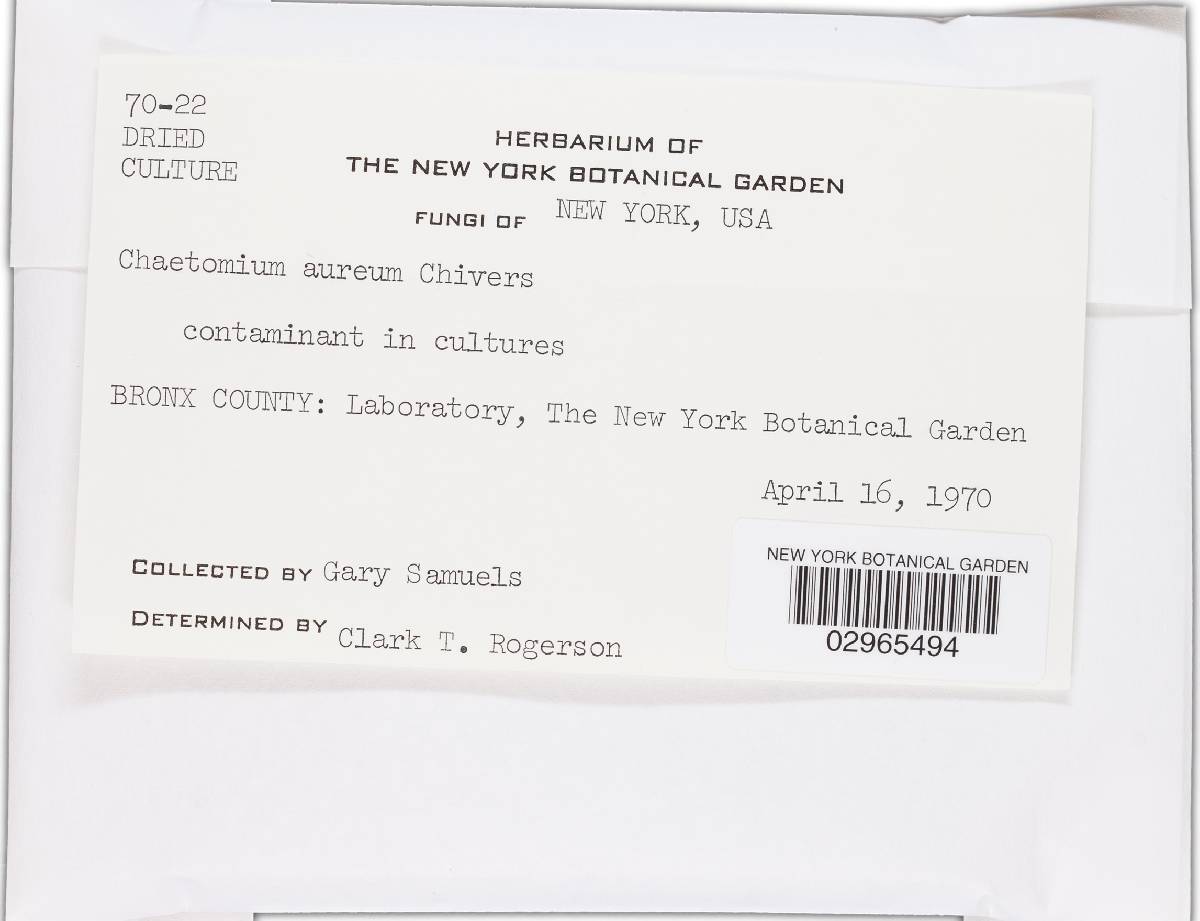 70-22
DRIED
CULTURE
HERBARIUM OF
THE NEW YORK BOTANICAL GARDEN
FUNGI OF NEW YORK, USA
Chaetomium aureum Chivers
contaminant in cultures
BRONX COUNTY: Laboratory, The New York Botanical Garden
April 16, 1970
COLLECTED BY Gary Samuels
DETERMINED BY Clark T. Rogerson
NEW YORK BOTANICAL GARDEN
02965494